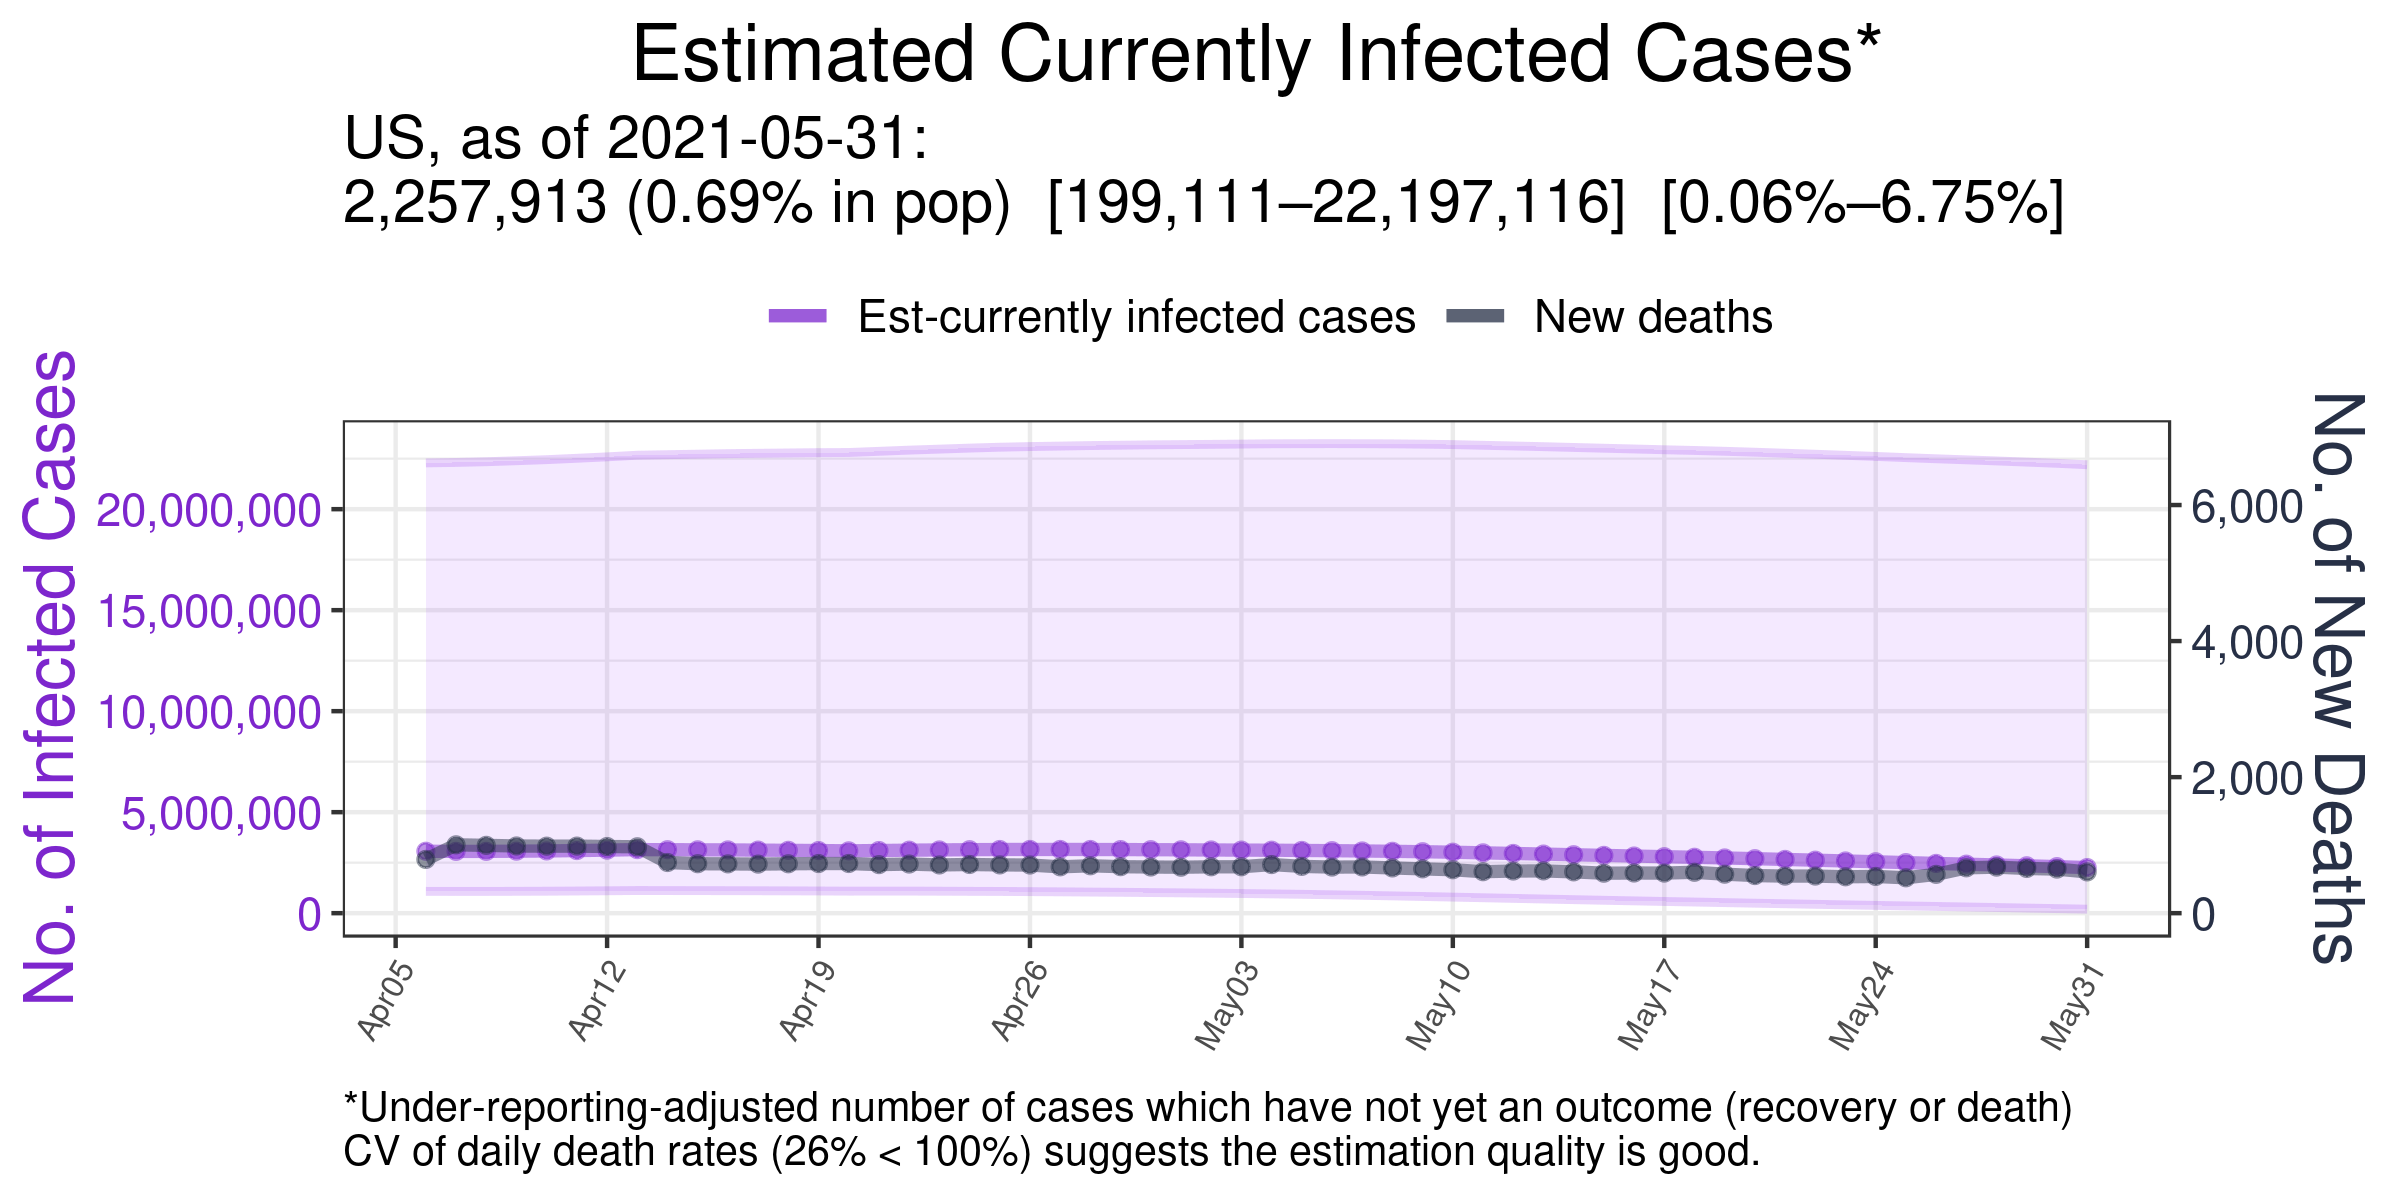 Estimated Currently Infected Cases*
US, as of 2021-05-31:
2,257,913 (0.69% in pop)  [199,111–22,197,116]  [0.06%–6.75%]
Est-currently infected cases
New deaths
No. of Infected Cases
20,000,000
15,000,000
10,000,000
5,000,000
0
6,000
4,000
2,000
0
No. of New Deaths
Apr05
Apr12
Apr19
Apr26
May03
May10
May17
May24
May31
*Under-reporting-adjusted number of cases which have not yet an outcome (recovery or death)
CV of daily death rates (26% < 100%) suggests the estimation quality is good.